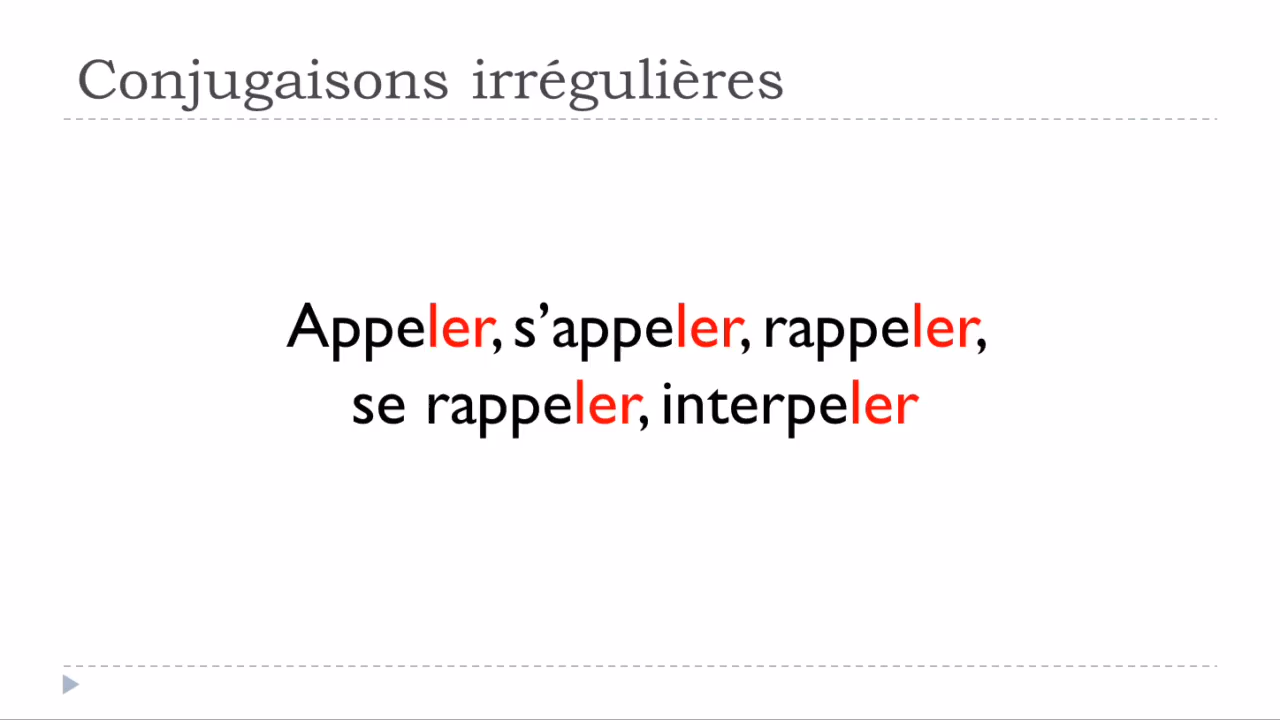 Conjugaisons irrégulières
Appeler, s’appeler, rappeler,
se rappeler, interpeler